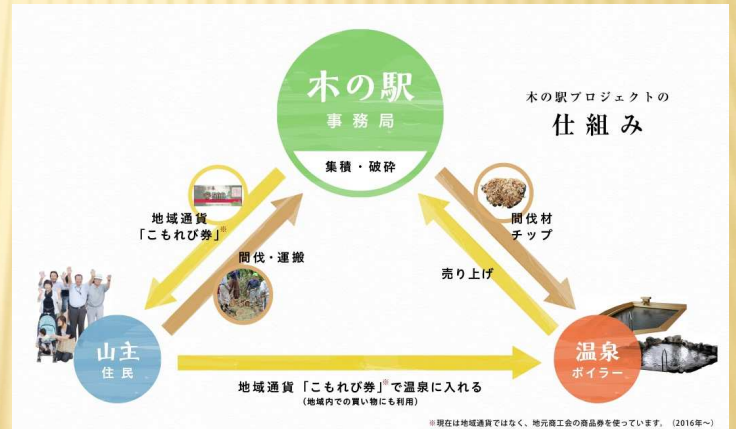 木の駅
事務局
集積・破砕
木の駅プロジェクトの
仕組み
地域通貨
「こもれび券」※
間伐・運搬
間伐材
チップ
売り上げ
山主
住民
温泉
ボイラー
地域通貨「こもれび券」※で温泉に入れる
(地域内での買い物にも利用)
※現在は地域通貨ではなく、地元商工会の商品券を使っています。(2016年~)